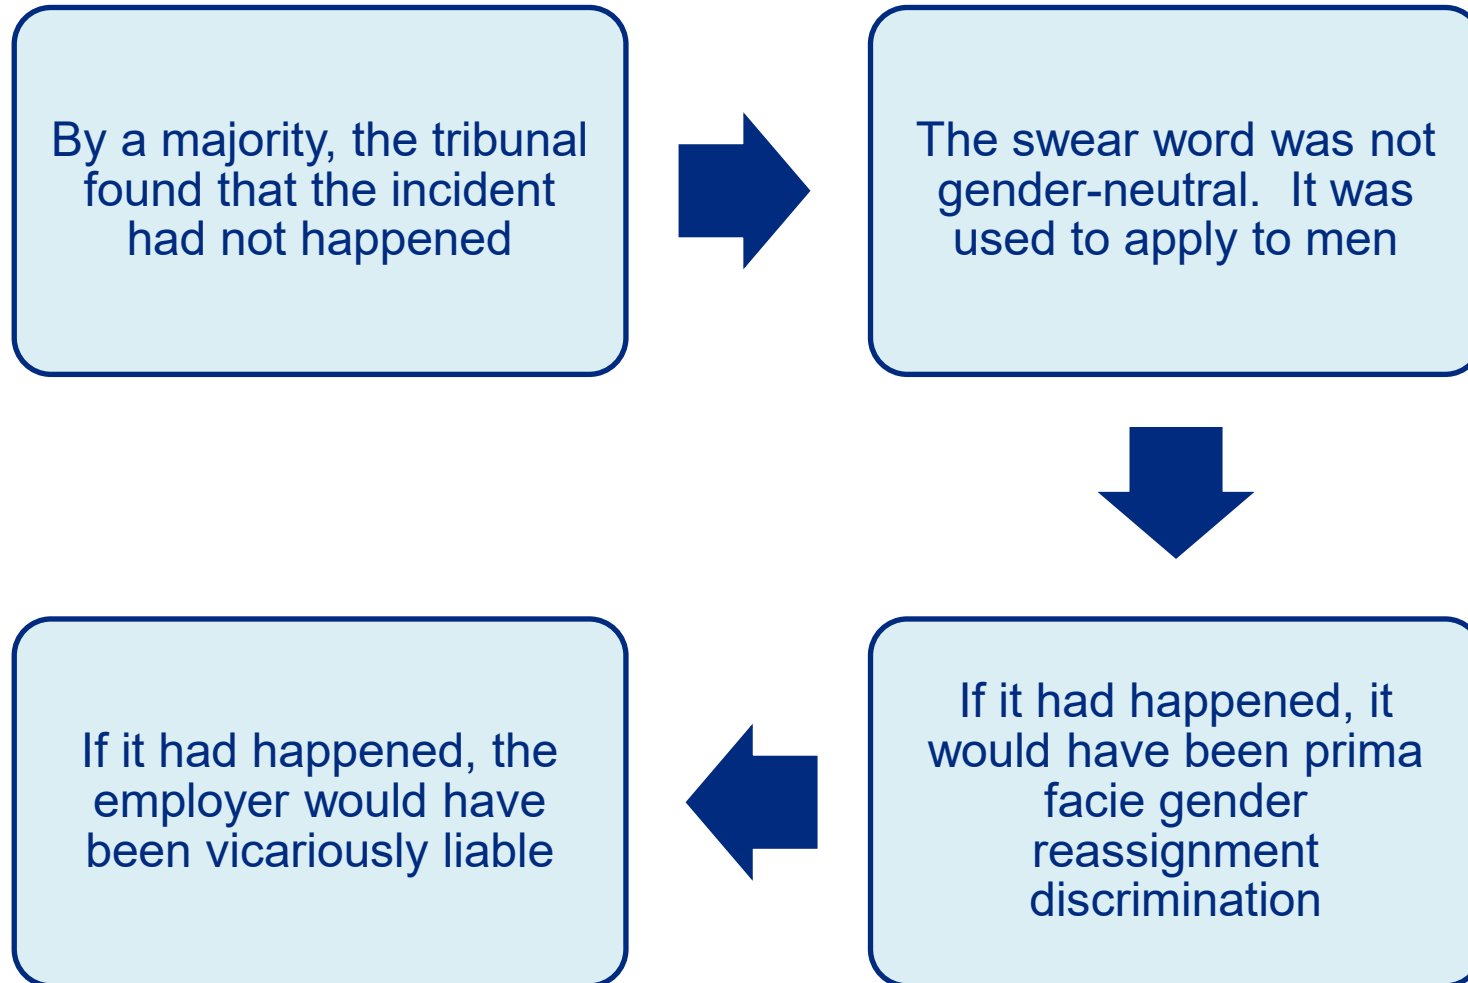 By a majority, the tribunal
found that the incident
had not happened
The swear word was not
gender-neutral.  It was
used to apply to men
If it had happened, it
would have been prima
facie gender
reassignment
discrimination
If it had happened, the
employer would have
been vicariously liable